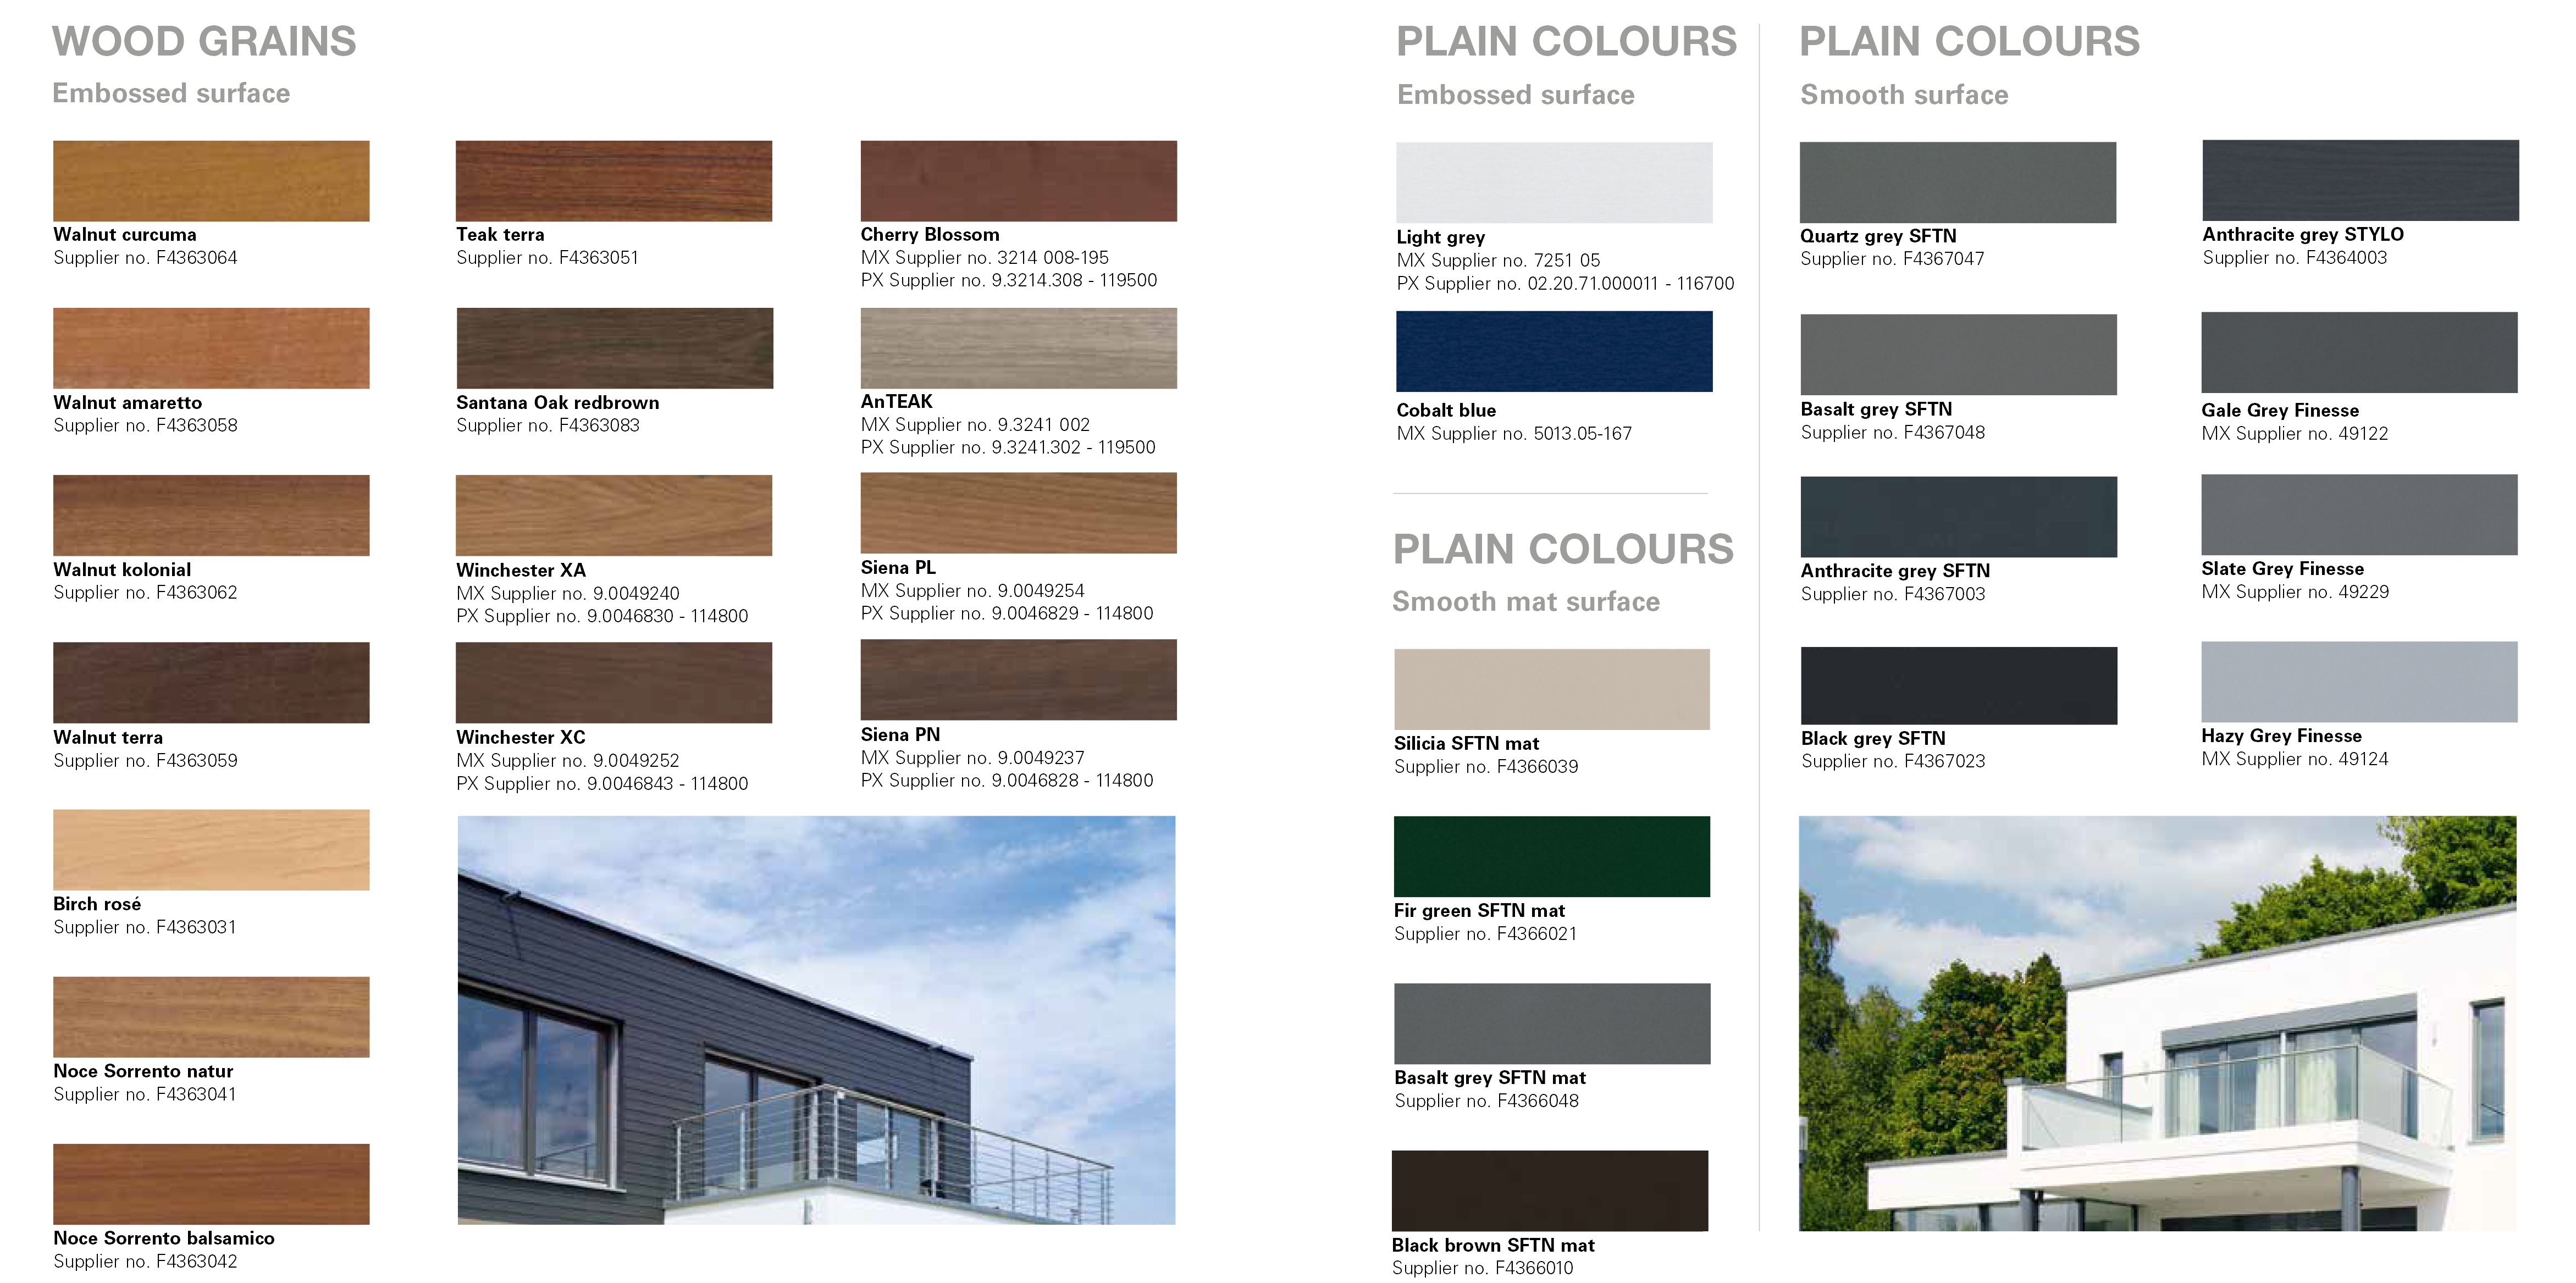 WOOD GRAINS
Embossed surface
Walnut curcuma
Supplier no. F4363064
Walnut amaretto
Supplier no. F4363058
Walnut kolonial
Supplier no. F4363062
Walnut terra
Supplier no. F4363059
Birch rosé
Supplier no. F4363031
Noce Sorrento natur
Supplier no. F4363041
Noce Sorrento balsamico
Supplier no. F4363042
Teak terra
Supplier no. F4363051
Santana Oak redbrown
Supplier no. F4363083
Winchester XA
MX Supplier no. 9.0049240
PX Supplier no. 9.0046830 - 114800
Winchester XC
MX Supplier no. 9.0049252
PX Supplier no. 9.0046843 - 114800
Cherry Blossom
MX Supplier no. 3214 008-195
PX Supplier no. 9.3214.308 - 119500
AnTEAK
MX Supplier no. 9.3241 002
PX Supplier no. 9.3241.302 - 119500
Siena PL
MX Supplier no. 9.0049254
PX Supplier no. 9.0046829 - 114800
Siena PN
MX Supplier no. 9.0049237
PX Supplier no. 9.0046828 - 114800
PLAIN COLOURS
Embossed surface
Light grey
MX Supplier no. 7251 05
PX Supplier no. 02.20.71.000011 - 116700
Cobalt blue
MX Supplier no. 5013.05-167
PLAIN COLOURS
Smooth mat surface
Silicia SFTN mat
Supplier no. F4366039
Fir green SFTN mat
Supplier no. F4366021
Basalt grey SFTN mat
Supplier no. F4366048
Black brown SFTN mat
Supplier no. F4366010
PLAIN COLOURS
Smooth surface
Quartz grey SFTN
Supplier no. F4367047
Basalt grey SFTN
Supplier no. F4367048
Anthracite grey SFTN
Supplier no. F4367003
Black grey SFTN
Supplier no. F4367023
Anthracite grey STYLO
Supplier no. F4364003
Gale Grey Finesse
MX Supplier no. 49122
Slate Grey Finesse
MX Supplier no. 49229
Hazy Grey Finesse
MX Supplier no. 49124